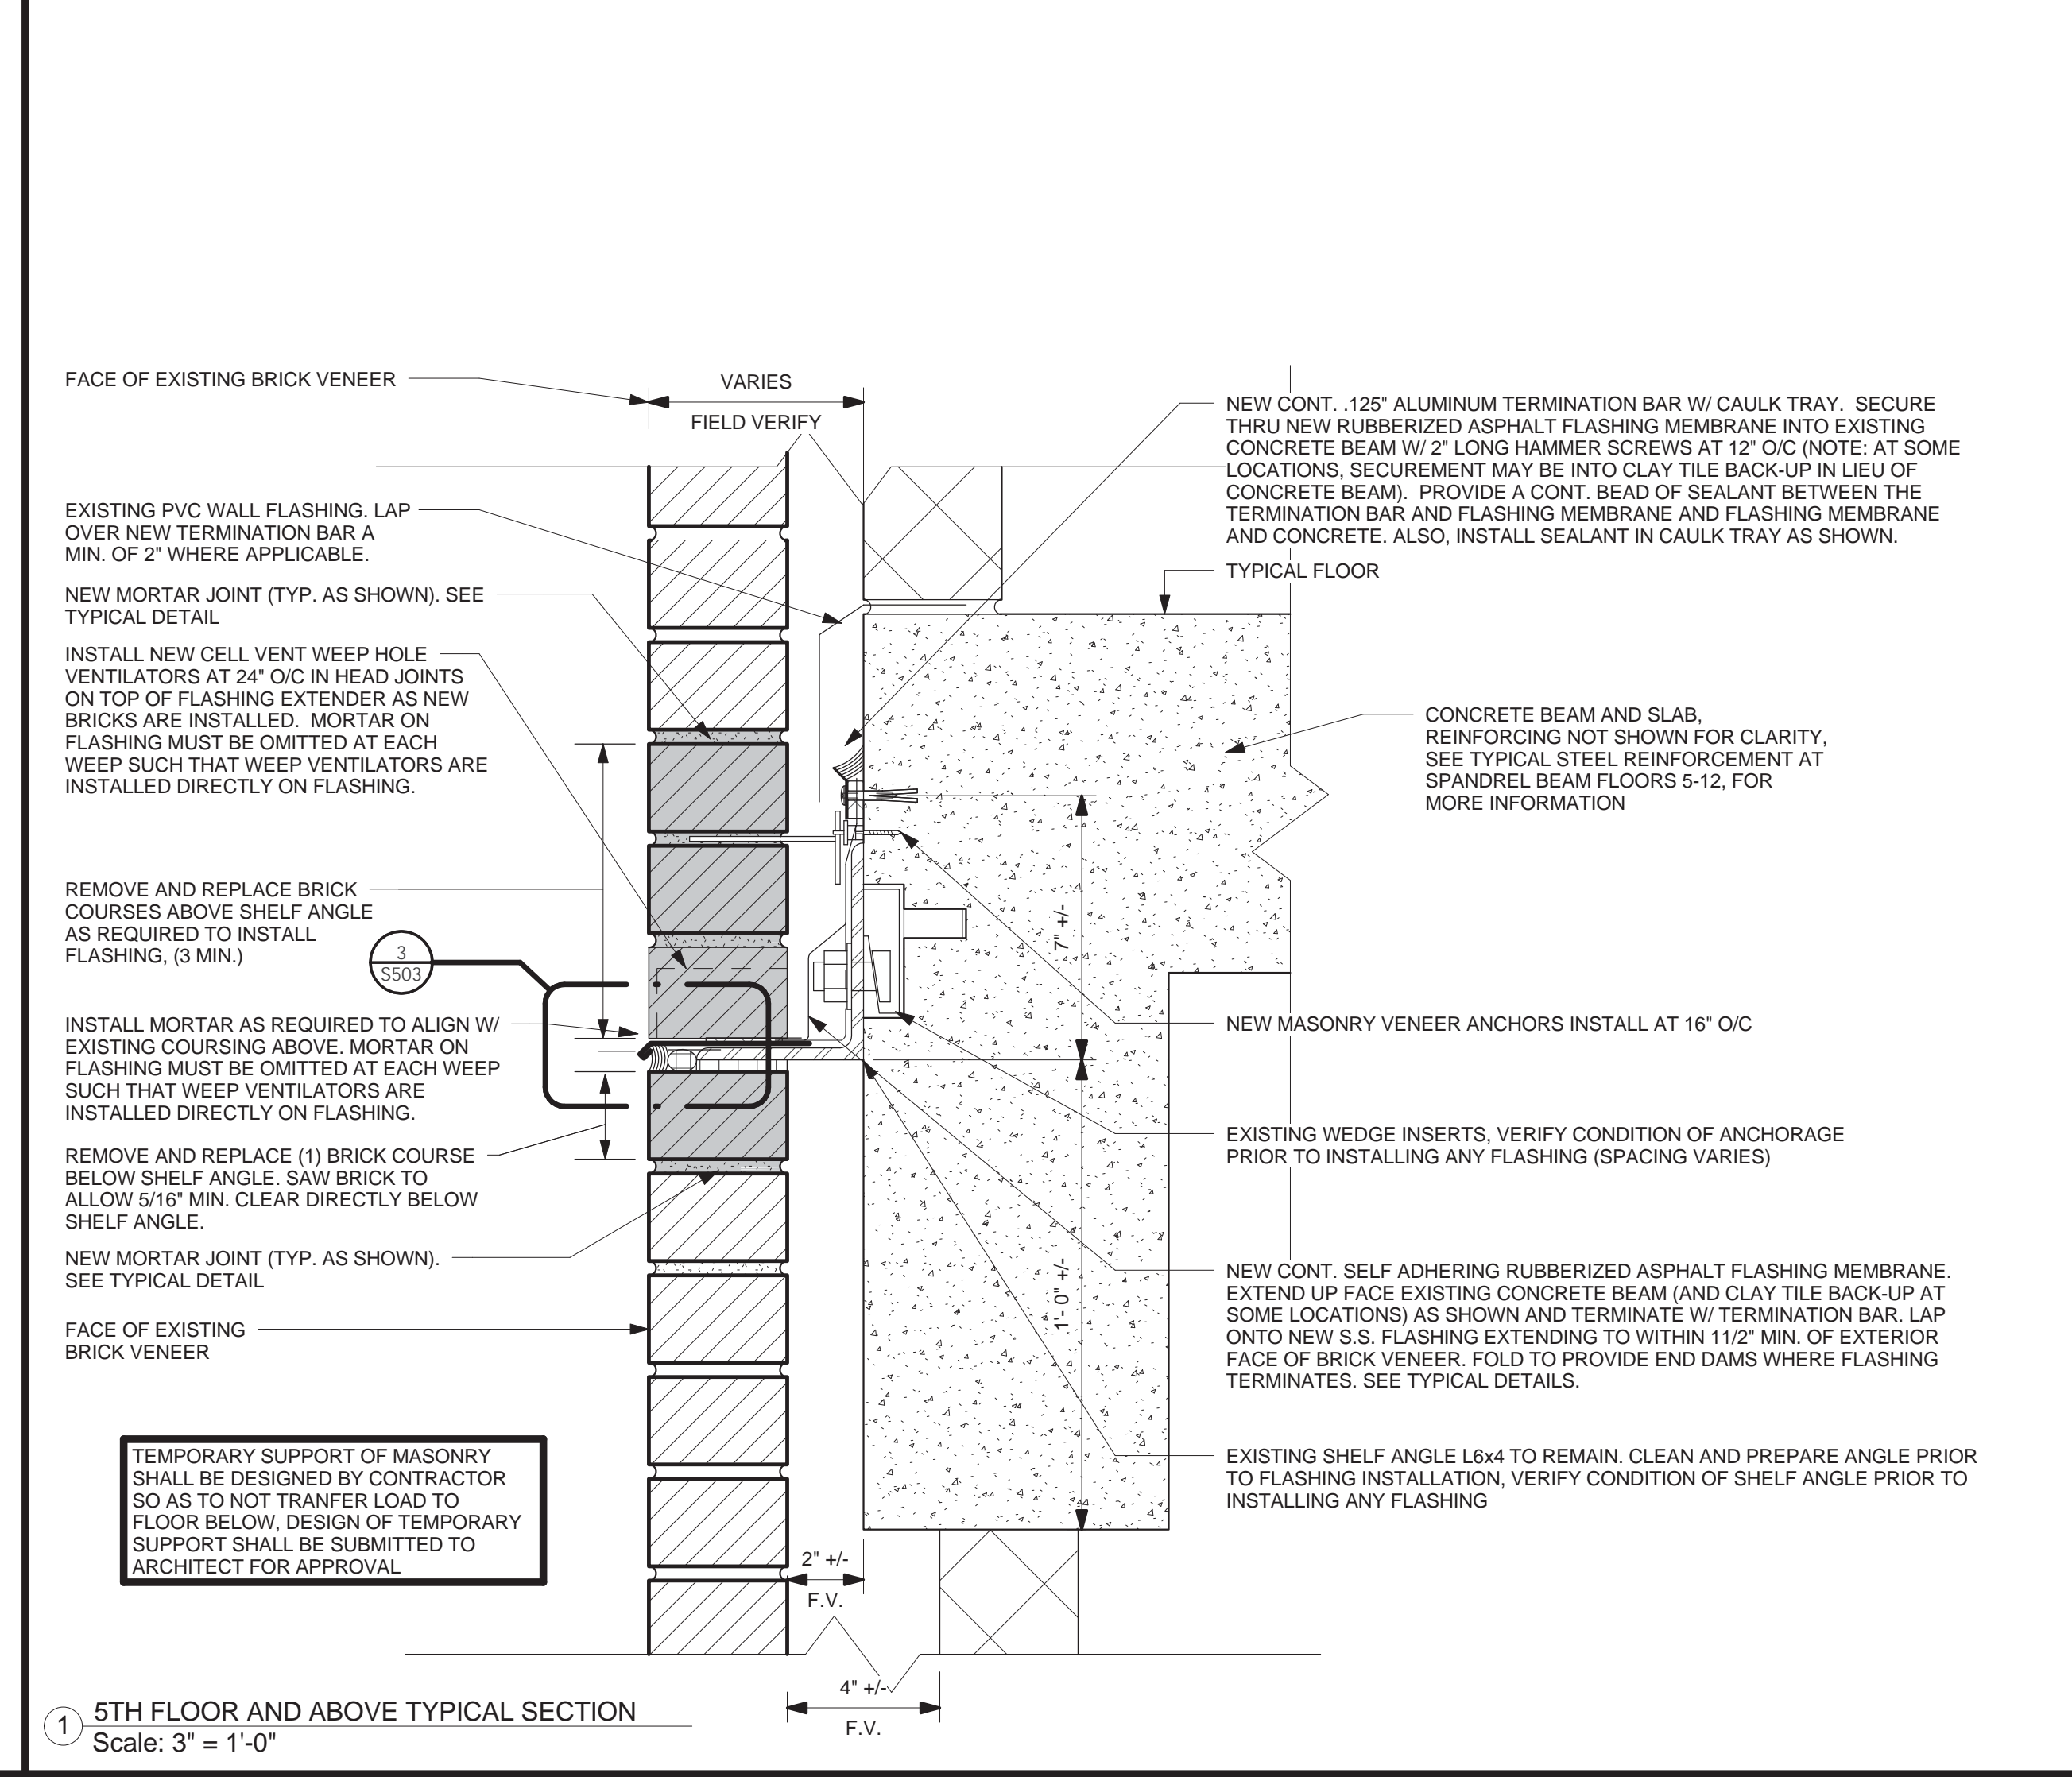 FACE OF EXISTING BRICK VENEER
EXISTING PVC WALL FLASHING. LAP
OVER NEW TERMINATION BAR A
MIN. OF 2" WHERE APPLICABLE.
NEW MORTAR JOINT (TYP. AS SHOWN). SEE
TYPICAL DETAIL
INSTALL NEW CELL VENT WEEP HOLE
VENTILATORS AT 24" O/C IN HEAD JOINTS
ON TOP OF FLASHING EXTENDER AS NEW
BRICKS ARE INSTALLED. MORTAR ON
FLASHING MUST BE OMITTED AT EACH
WEEP SUCH THAT WEEP VENTILATORS ARE
INSTALLED DIRECTLY ON FLASHING.
REMOVE AND REPLACE BRICK
COURSES ABOVE SHELF ANGLE
AS REQUIRED TO INSTALL
FLASHING, (3 MIN.)
3
S503
INSTALL MORTAR AS REQUIRED TO ALIGN W/
EXISTING COURSING ABOVE. MORTAR ON
FLASHING MUST BE OMITTED AT EACH WEEP
SUCH THAT WEEP VENTILATORS ARE
INSTALLED DIRECTLY ON FLASHING.
REMOVE AND REPLACE (1) BRICK COURSE
BELOW SHELF ANGLE. SAW BRICK TO
ALLOW 5/16" MIN. CLEAR DIRECTLY BELOW
SHELF ANGLE.
NEW MORTAR JOINT (TYP. AS SHOWN).
SEE TYPICAL DETAIL
FACE OF EXISTING
BRICK VENEER
TEMPORARY SUPPORT OF MASONRY
SHALL BE DESIGNED BY CONTRACTOR
SO AS TO NOT TRANFER LOAD TO
FLOOR BELOW, DESIGN OF TEMPORARY
SUPPORT SHALL BE SUBMITTED TO
ARCHITECT FOR APPROVAL
VARIES
FIELD VERIFY
7" +/-
1'- 0" +/-
2" +/-
F.V.
4" +/-
F.V.
NEW CONT. .125" ALUMINUM TERMINATION BAR W/ CAULK TRAY. SECURE
THRU NEW RUBBERIZED ASPHALT FLASHING MEMBRANE INTO EXISTING
CONCRETE BEAM W/ 2" LONG HAMMER SCREWS AT 12" O/C (NOTE: AT SOME
LOCATIONS, SECUREMENT MAY BE INTO CLAY TILE BACK-UP IN LIEU OF
CONCRETE BEAM). PROVIDE A CONT. BEAD OF SEALANT BETWEEN THE
TERMINATION BAR AND FLASHING MEMBRANE AND FLASHING MEMBRANE
AND CONCRETE. ALSO, INSTALL SEALANT IN CAULK TRAY AS SHOWN.
TYPICAL FLOOR
CONCRETE BEAM AND SLAB,
REINFORCING NOT SHOWN FOR CLARITY,
SEE TYPICAL STEEL REINFORCEMENT AT
SPANDREL BEAM FLOORS 5-12, FOR
MORE INFORMATION
NEW MASONRY VENEER ANCHORS INSTALL AT 16" O/C
EXISTING WEDGE INSERTS, VERIFY CONDITION OF ANCHORAGE
PRIOR TO INSTALLING ANY FLASHING (SPACING VARIES)
NEW CONT. SELF ADHERING RUBBERIZED ASPHALT FLASHING MEMBRANE.
EXTEND UP FACE EXISTING CONCRETE BEAM (AND CLAY TILE BACK-UP AT
SOME LOCATIONS) AS SHOWN AND TERMINATE W/ TERMINATION BAR. LAP
ONTO NEW S.S. FLASHING EXTENDING TO WITHIN 11/2" MIN. OF EXTERIOR
FACE OF BRICK VENEER. FOLD TO PROVIDE END DAMS WHERE FLASHING
TERMINATES. SEE TYPICAL DETAILS.
EXISTING SHELF ANGLE L6x4 TO REMAIN. CLEAN AND PREPARE ANGLE PRIOR
TO FLASHING INSTALLATION, VERIFY CONDITION OF SHELF ANGLE PRIOR TO
INSTALLING ANY FLASHING
1
5TH FLOOR AND ABOVE TYPICAL SECTION
Scale: 3" = 1'-0"